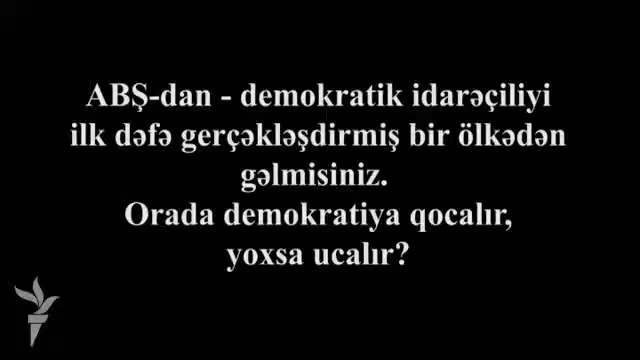 ABŞ-dan - demokratik idarəçiliyi
ilk dəfə gerçəkləşdirmiş bir ölkədən
gəlmisiniz.
Orada demokratiya qocalır,
yoxsa ucalır?